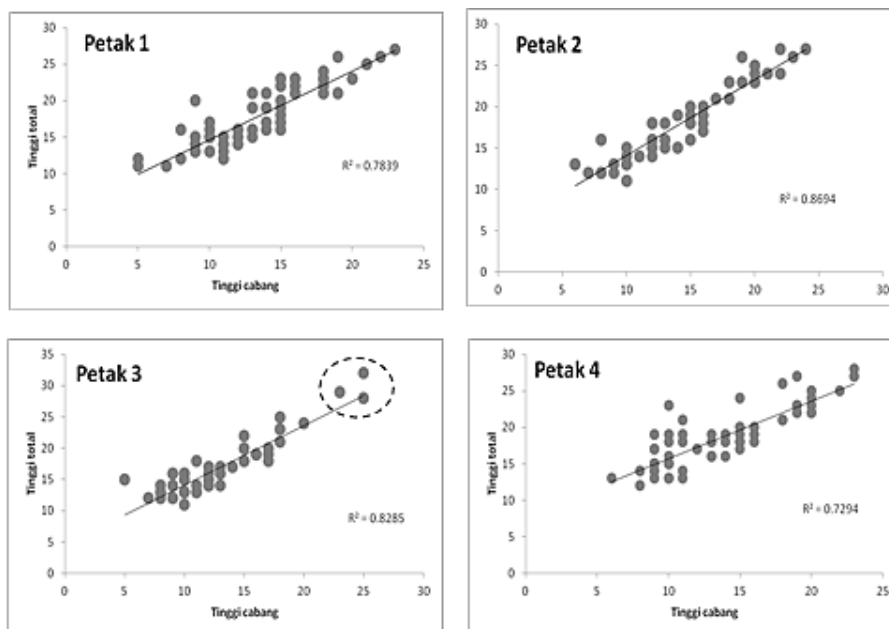 Petak 1
30
25
20
15
10
5
0
Tinggi total
R² = 0.7839
0 5 10 15 20 25
Tinggi cabang
Petak 2
30
25
20
15
10
5
0
Tinggi total
R² = 0.8694
0 5 10 15 20 25 30
Tinggi cabang
Petak 3
35
30
25
20
15
10
5
0
Tinggi total
R² = 0.8285
0 5 10 15 20 25 30
Tinggi cabang
Petak 4
30
25
20
15
10
5
0
Tinggi total
R² = 0.7294
0 5 10 15 20 25
Tinggi cabang